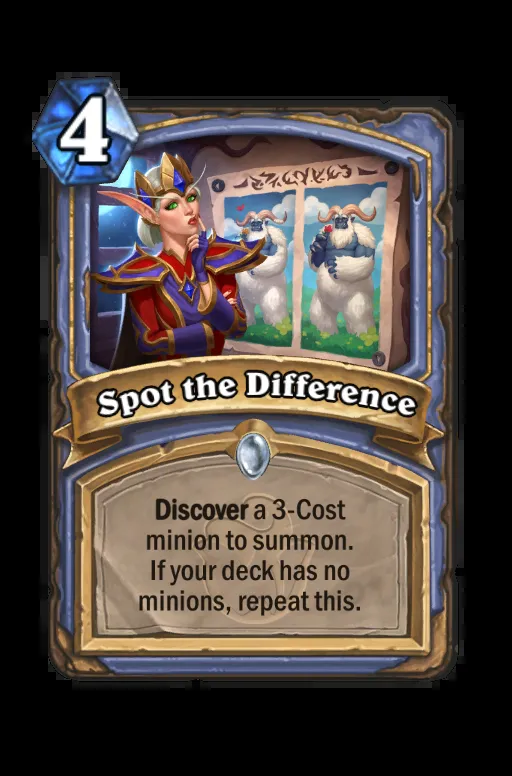 4
Spot the Difference
Discover a 3-Cost
minion to summon.
If your deck has no
minions, repeat this.